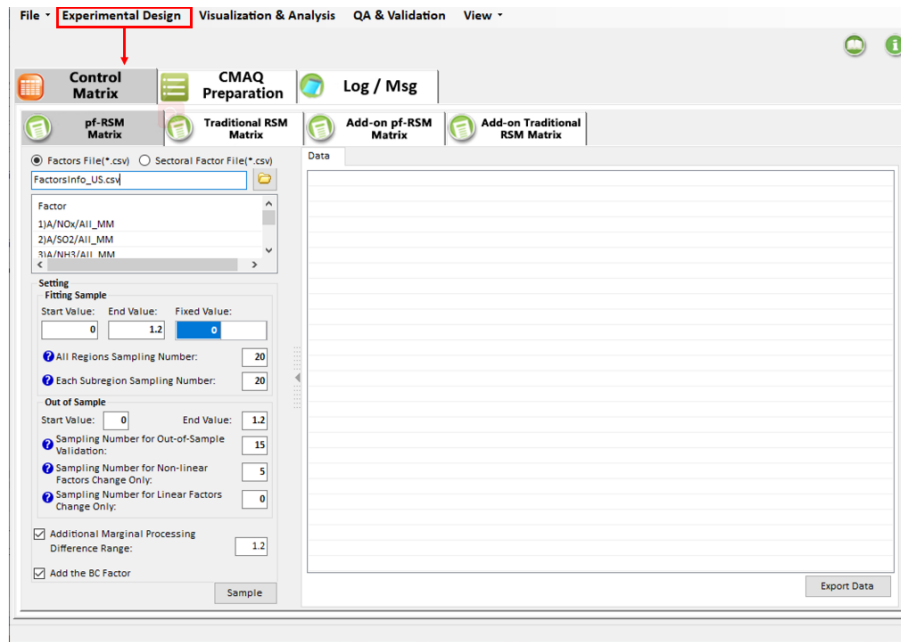 File Experimental Design Visualization & Analysis QA & Validation View
Control
Matrix
CMAQ
Preparation
Log / Msg
pf-RSM
Matrix
Traditional RSM
Matrix
Add-on pf-RSM
Matrix
Add-on Traditional
RSM Matrix
Factors File(*.csv) Sectoral Factor File(*.csv)
FactorsInfo_US.csv
Data
Factor
1)A/NOx/All_MM
2)A/SO2/All_MM
3)A/NH3/All_MM
Setting
Fitting Sample
Start Value: End Value: Fixed Value:
0 1.2 0
All Regions Sampling Number: 20
Each Subregion Sampling Number: 20
Out of Sample
Start Value: 0 End Value: 1.2
Sampling Number for Out-of-Sample
Validation: 15
Sampling Number for Non-linear
Factors Change Only: 5
Sampling Number for Linear Factors
Change Only: 0
Additional Marginal Processing
Difference Range: 1.2
Add the BC Factor
Sample
Export Data